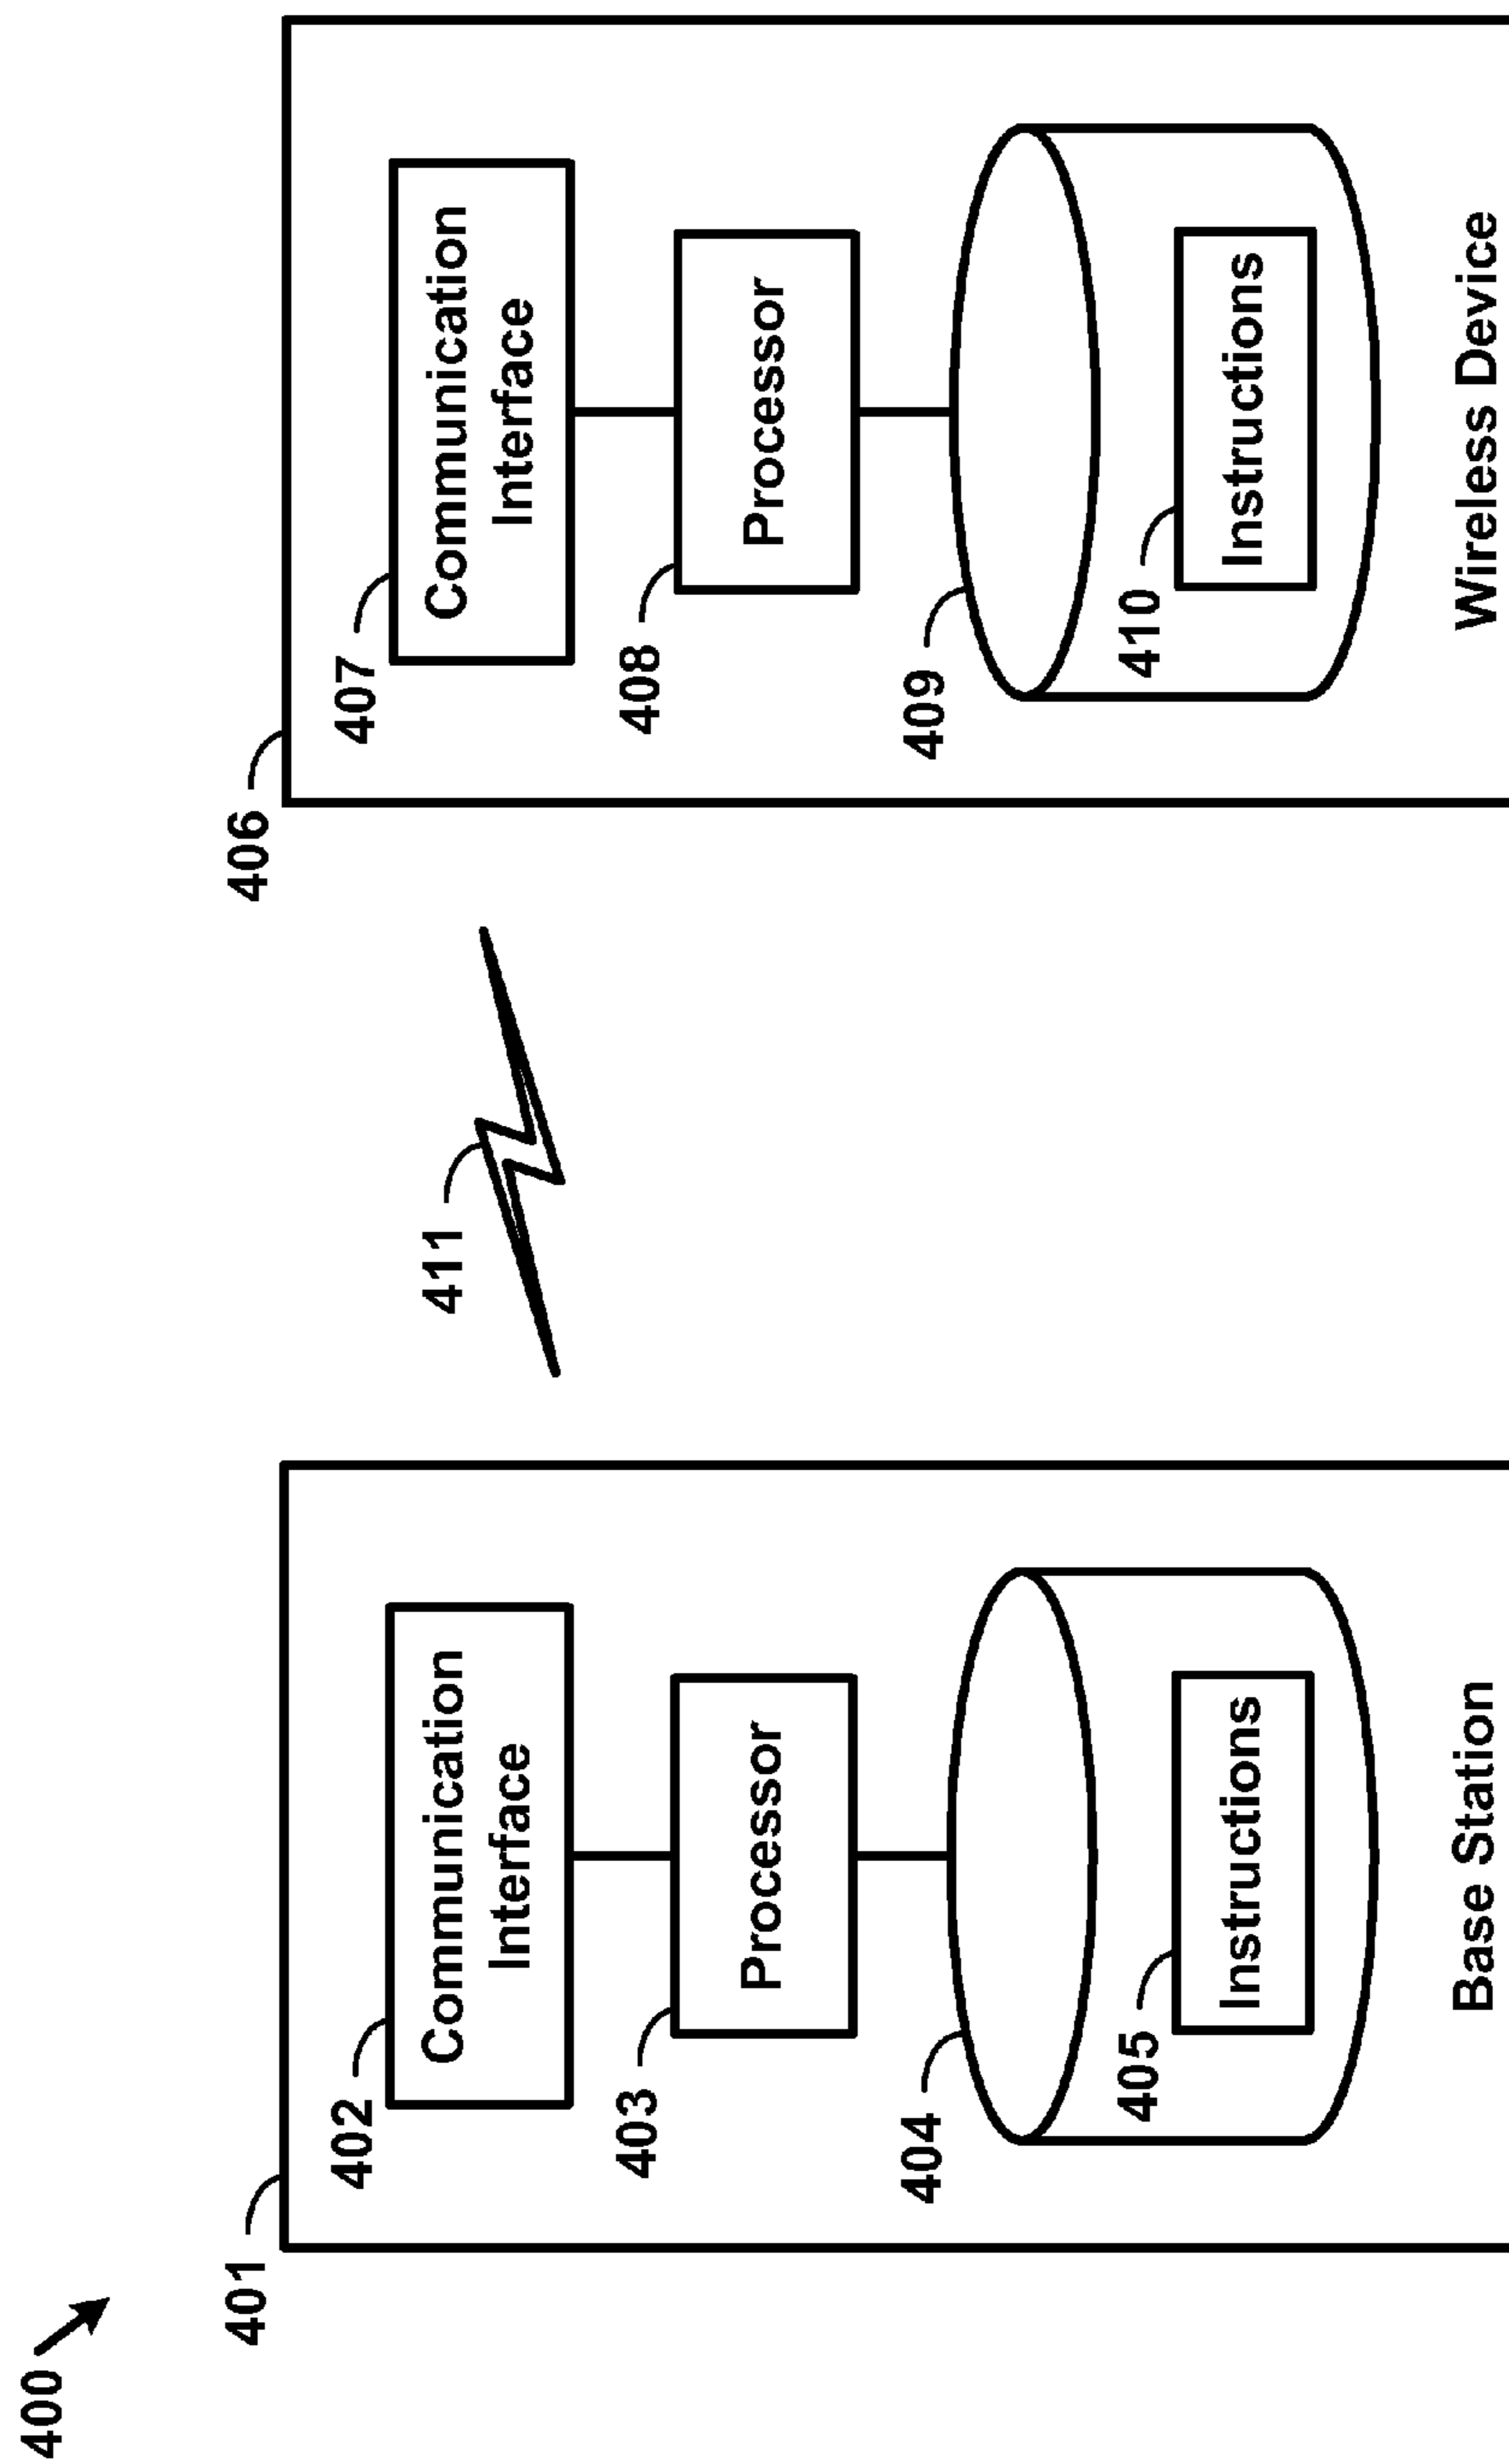 400
401
402
Communication
Interface
403
Processor
404
405
Instructions
Base Station
411
406
407
Communication
Interface
408
Processor
409
410
Instructions
Wireless Device